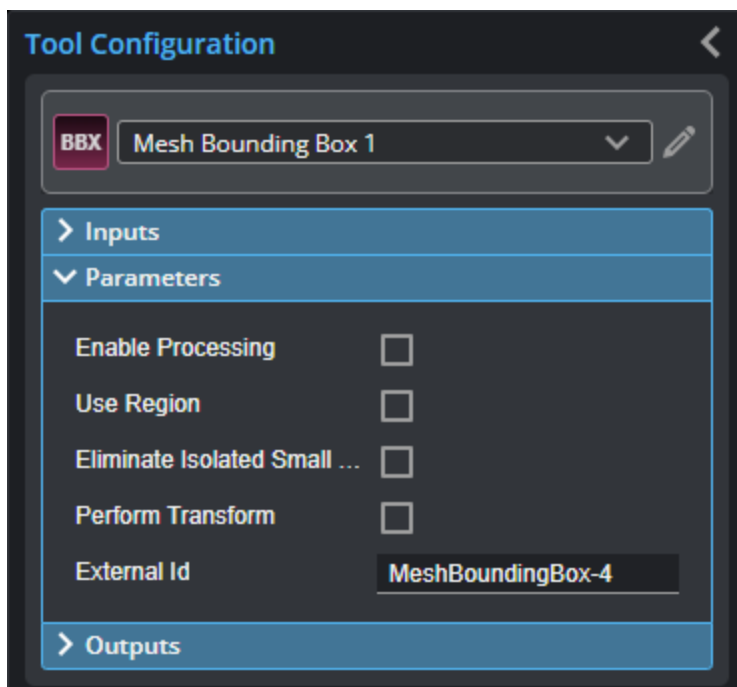 Tool Configuration
BBX Mesh Bounding Box 1
Inputs
Parameters
Enable Processing
Use Region
Eliminate Isolated Small ...
Perform Transform
External Id MeshBoundingBox-4
Outputs